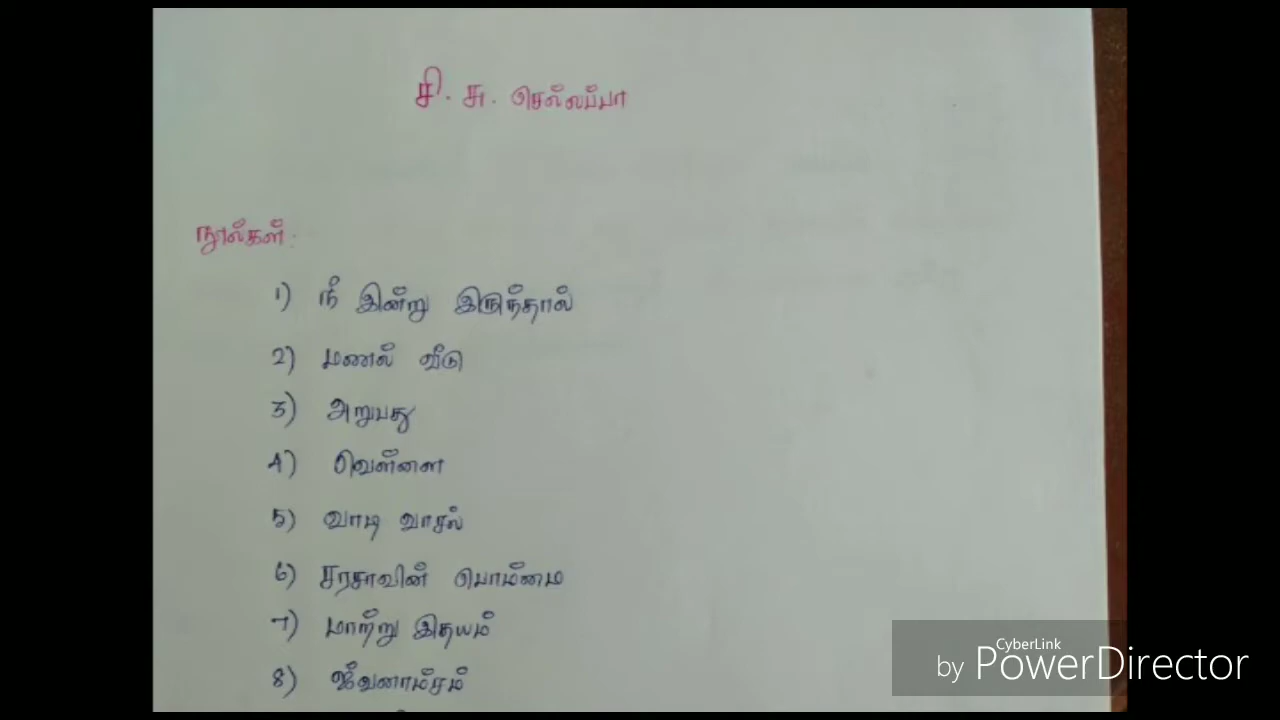 சி. சு. செல்லப்பா
நூல்கள்:
1) நீ இன்று இருந்தால்
2) மணல் வீடு
3) அறுபது
4) வெள்ளை
5) வாடி வாசல்
6) சரசாவின் பொம்மை
7) மாற்று இதயம்
8) ஜீவனாம்சம்
CyberLink
by PowerDirector